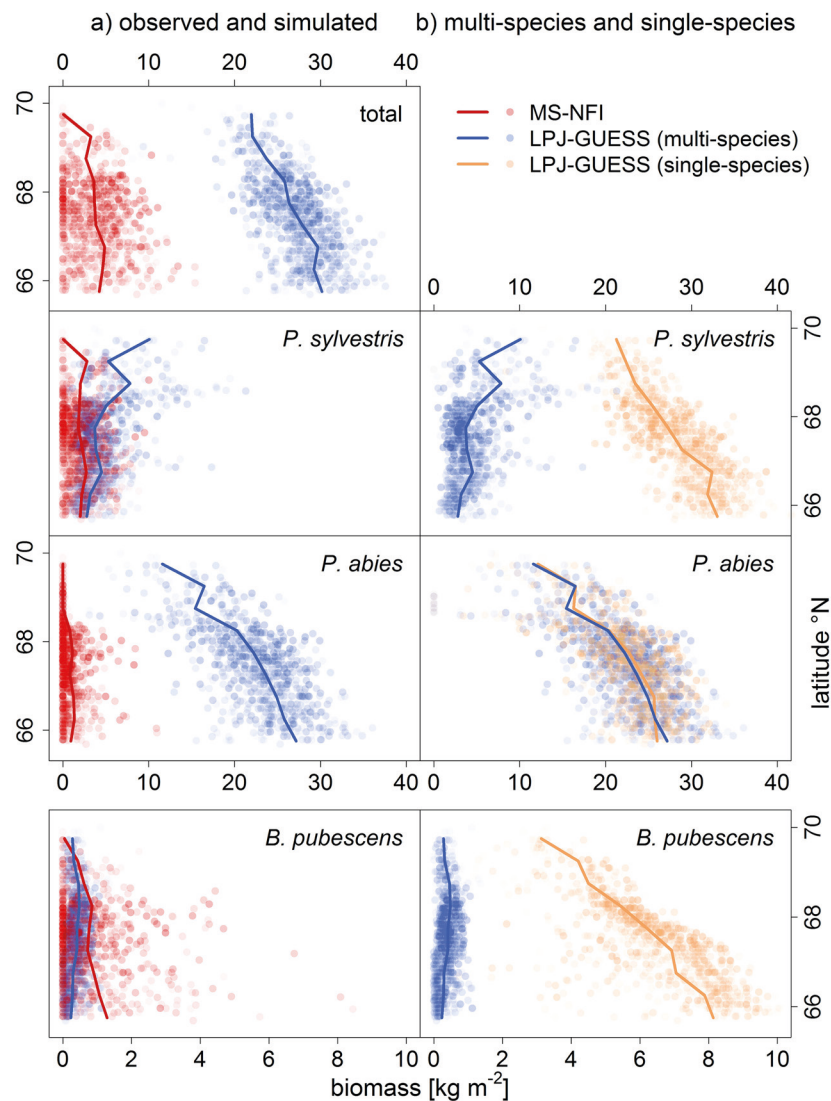 a) observed and simulated
b) multi-species and single-species
0 10 20 30 40
70
68
66
total
MS-NFI
LPJ-GUESS (multi-species)
LPJ-GUESS (single-species)
0 10 20 30 40
P. sylvestris
P. sylvestris
70
68
66
70
68
66
P. abies
P. abies
latitude °N
0 10 20 30 40
0 10 20 30 40
B. pubescens
B. pubescens
70
68
66
0 2 4 6 8 10
0 2 4 6 8 10
biomass [kg m-2]